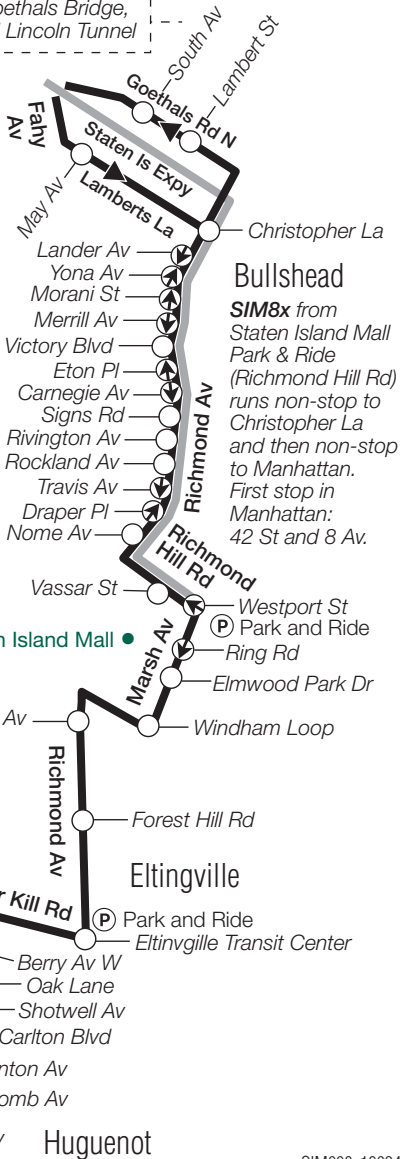 oethals Bridge,
Lincoln Tunnel
South Av
Lambert St
Goethals Rd N
Fahy
Av
Staten Is Expy
May Av
Lamberts La
Christopher La
Lander Av
Yona Av
Morani St
Merrill Av
Victory Blvd
Eton Pl
Carnegie Av
Signs Rd
Rivington Av
Rockland Av
Travis Av
Draper Pl
Nome Av
Richmond Av
Bullshead
SIM8x from
Staten Island Mall
Park & Ride
(Richmond Hill Rd)
runs non-stop to
Christopher La
and then non-stop
to Manhattan.
First stop in
Manhattan:
42 St and 8 Av.
Richmond
Hill Rd
Vassar St
Westport St
P Park and Ride
n Island Mall
Ring Rd
Marsh Av
Elmwood Park Dr
Av
Windham Loop
Richmond Av
Forest Hill Rd
Eltingville
r Kill Rd
P Park and Ride
Eltinvgille Transit Center
Berry Av W
Oak Lane
Shotwell Av
Carlton Blvd
nton Av
omb Av
Huguenot